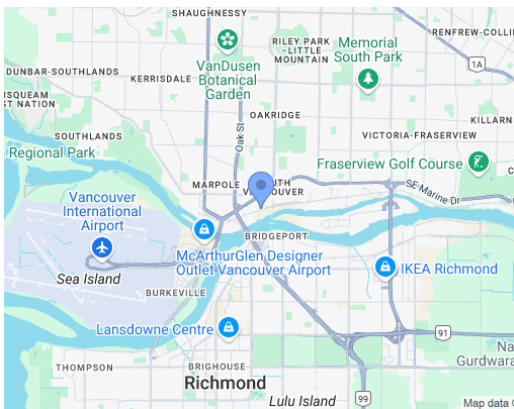 SHAUGHNESSY
RILEY PARK
-LITTLE
MOUNTAIN
Memorial
South Park
RENFREW-COLLIN
1A
VanDusen
Botanical
Garden
DUNBAR-SOUTHLANDS
KERRISDALE
Oak St
OAKRIDGE
KILLARN
ST NATION
SOUTHLANDS
VICTORIA-FRASERVIEW
Regional Park
Fraserview Golf Course
MARPOLE
VANCOUVER
SE Marine Dr
Vancouver
International
Airport
BRIDGEPORT
McArthurGlen Designer
Outlet Vancouver Airport
IKEA Richmond
Sea Island
BURKEVILLE
Lansdowne Centre
91
Gurdwara
THOMPSON
BRIGHOUSE
Richmond
99
Lulu Island
Map data